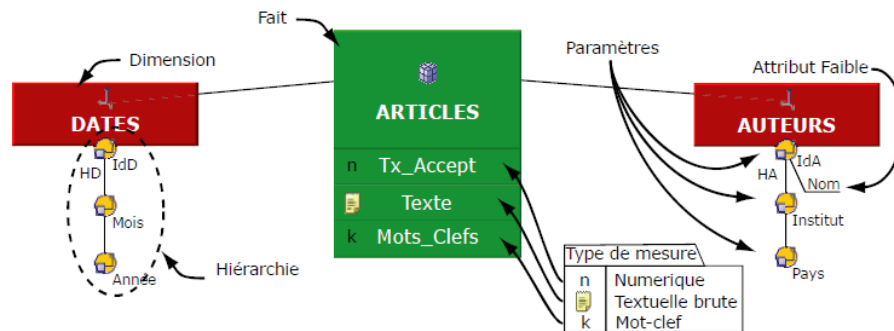 Fait
Dimension
Paramètres
Attribut Faible
DATES
ARTICLES
AUTEURS
HD
IdD
Mois
Année
Hiérarchie
n Tx_Accept
Texte
k Mots_Clefs
HA
IdA
Nom
Institut
Pays
Type de mesure
n Numerique
Textuelle brute
k Mot-clef